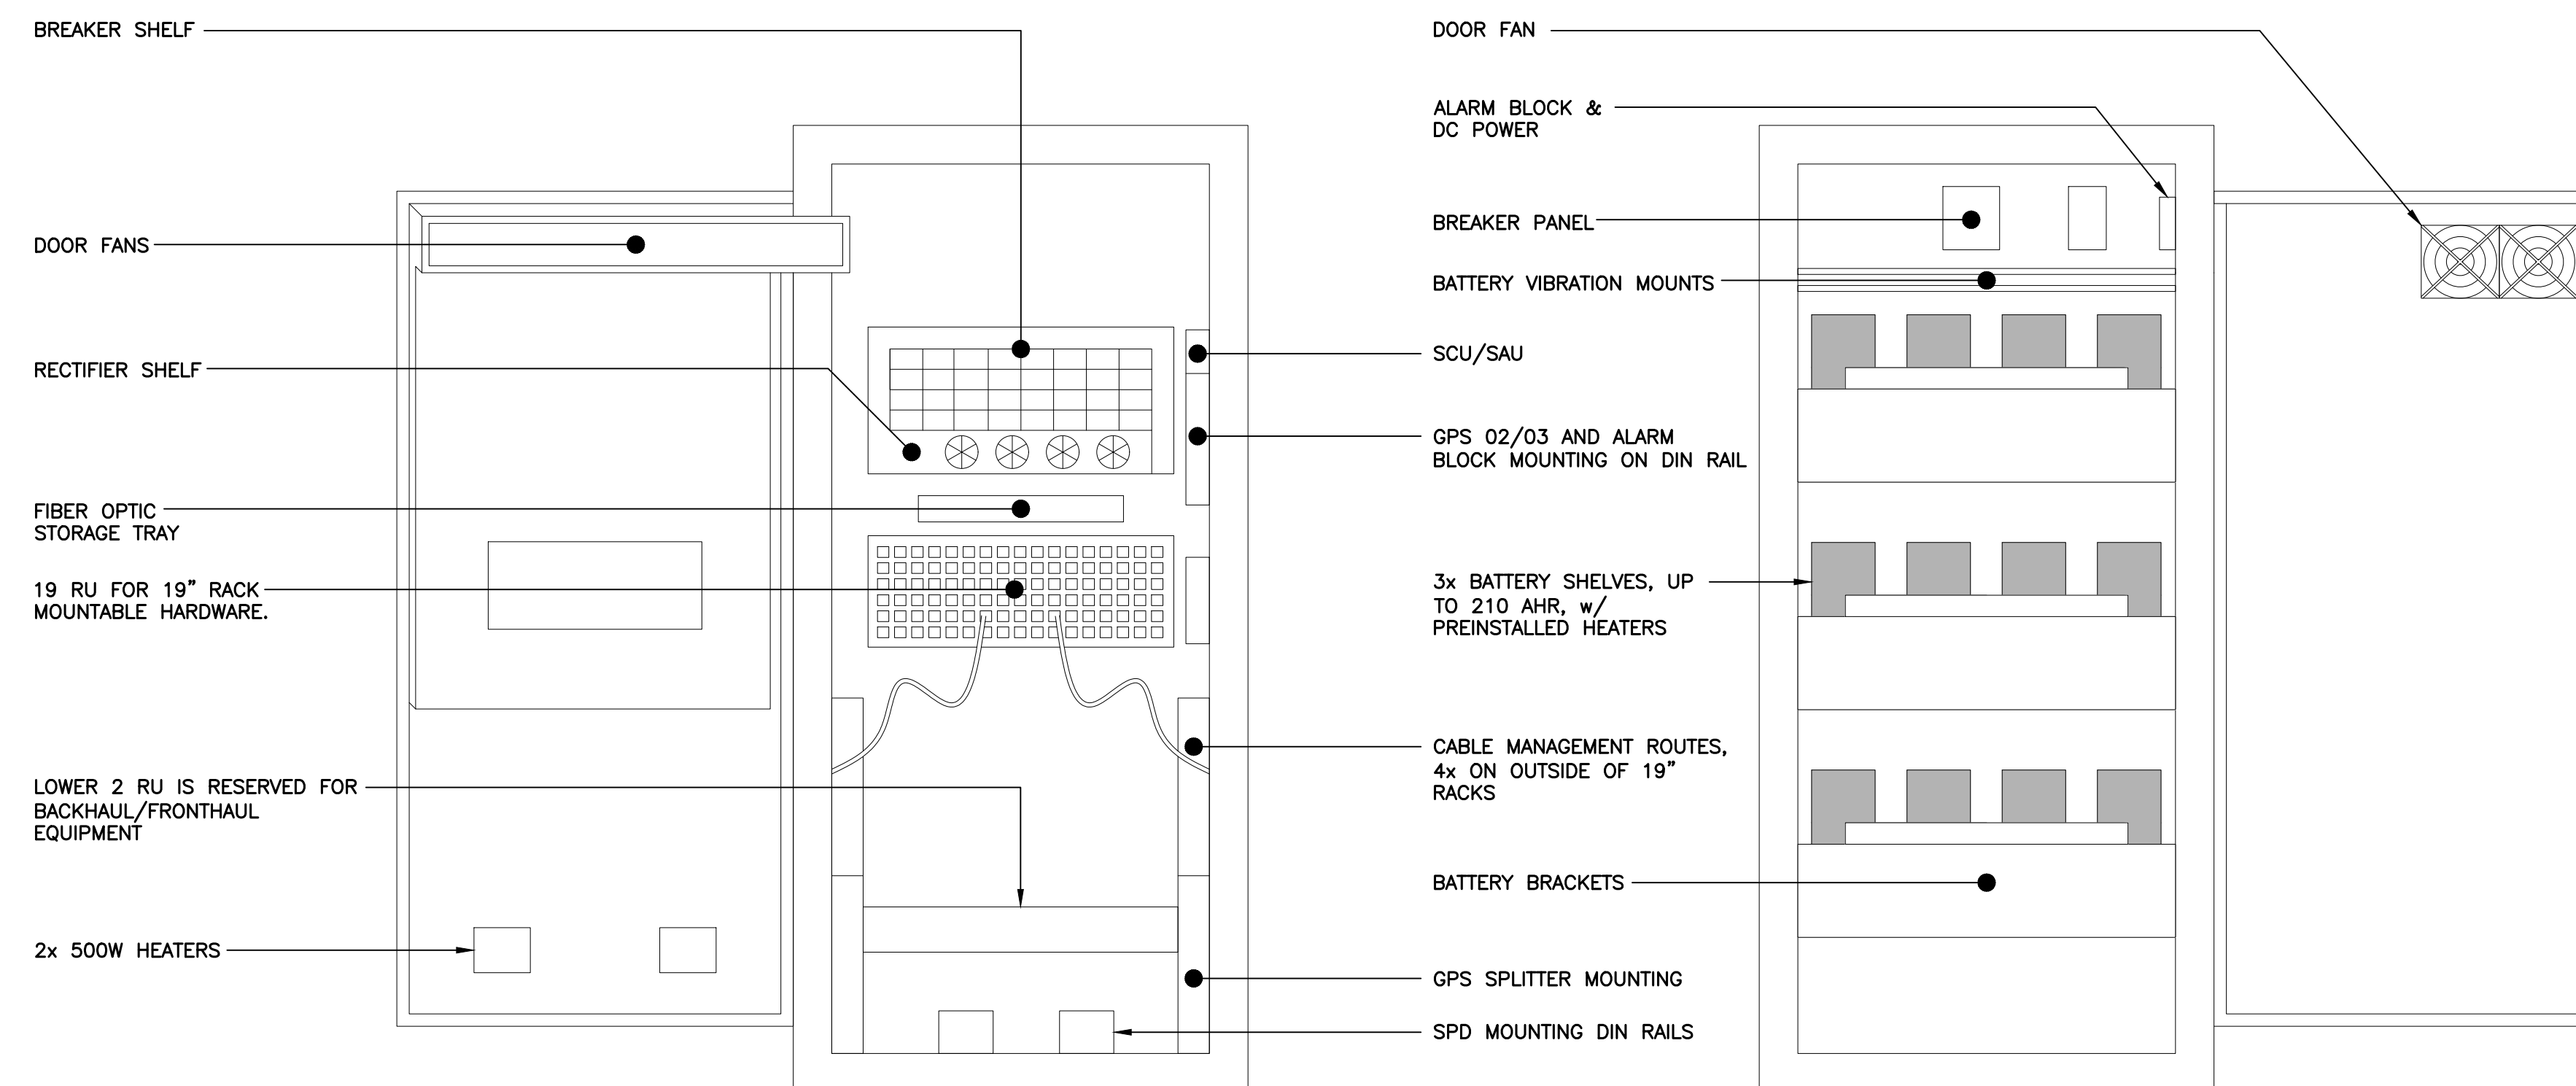 BREAKER SHELF
DOOR FANS
RECTIFIER SHELF
FIBER OPTIC
STORAGE TRAY
19 RU FOR 19" RACK
MOUNTABLE HARDWARE.
LOWER 2 RU IS RESERVED FOR
BACKHAUL/FRONTHAUL
EQUIPMENT
2x 500W HEATERS
DOOR FAN
ALARM BLOCK &
DC POWER
BREAKER PANEL
BATTERY VIBRATION MOUNTS
SCU/SAU
GPS 02/03 AND ALARM
BLOCK MOUNTING ON DIN RAIL
3x BATTERY SHELVES, UP
TO 210 AHR, w/
PREINSTALLED HEATERS
CABLE MANAGEMENT ROUTES,
4x ON OUTSIDE OF 19"
RACKS
BATTERY BRACKETS
GPS SPLITTER MOUNTING
SPD MOUNTING DIN RAILS